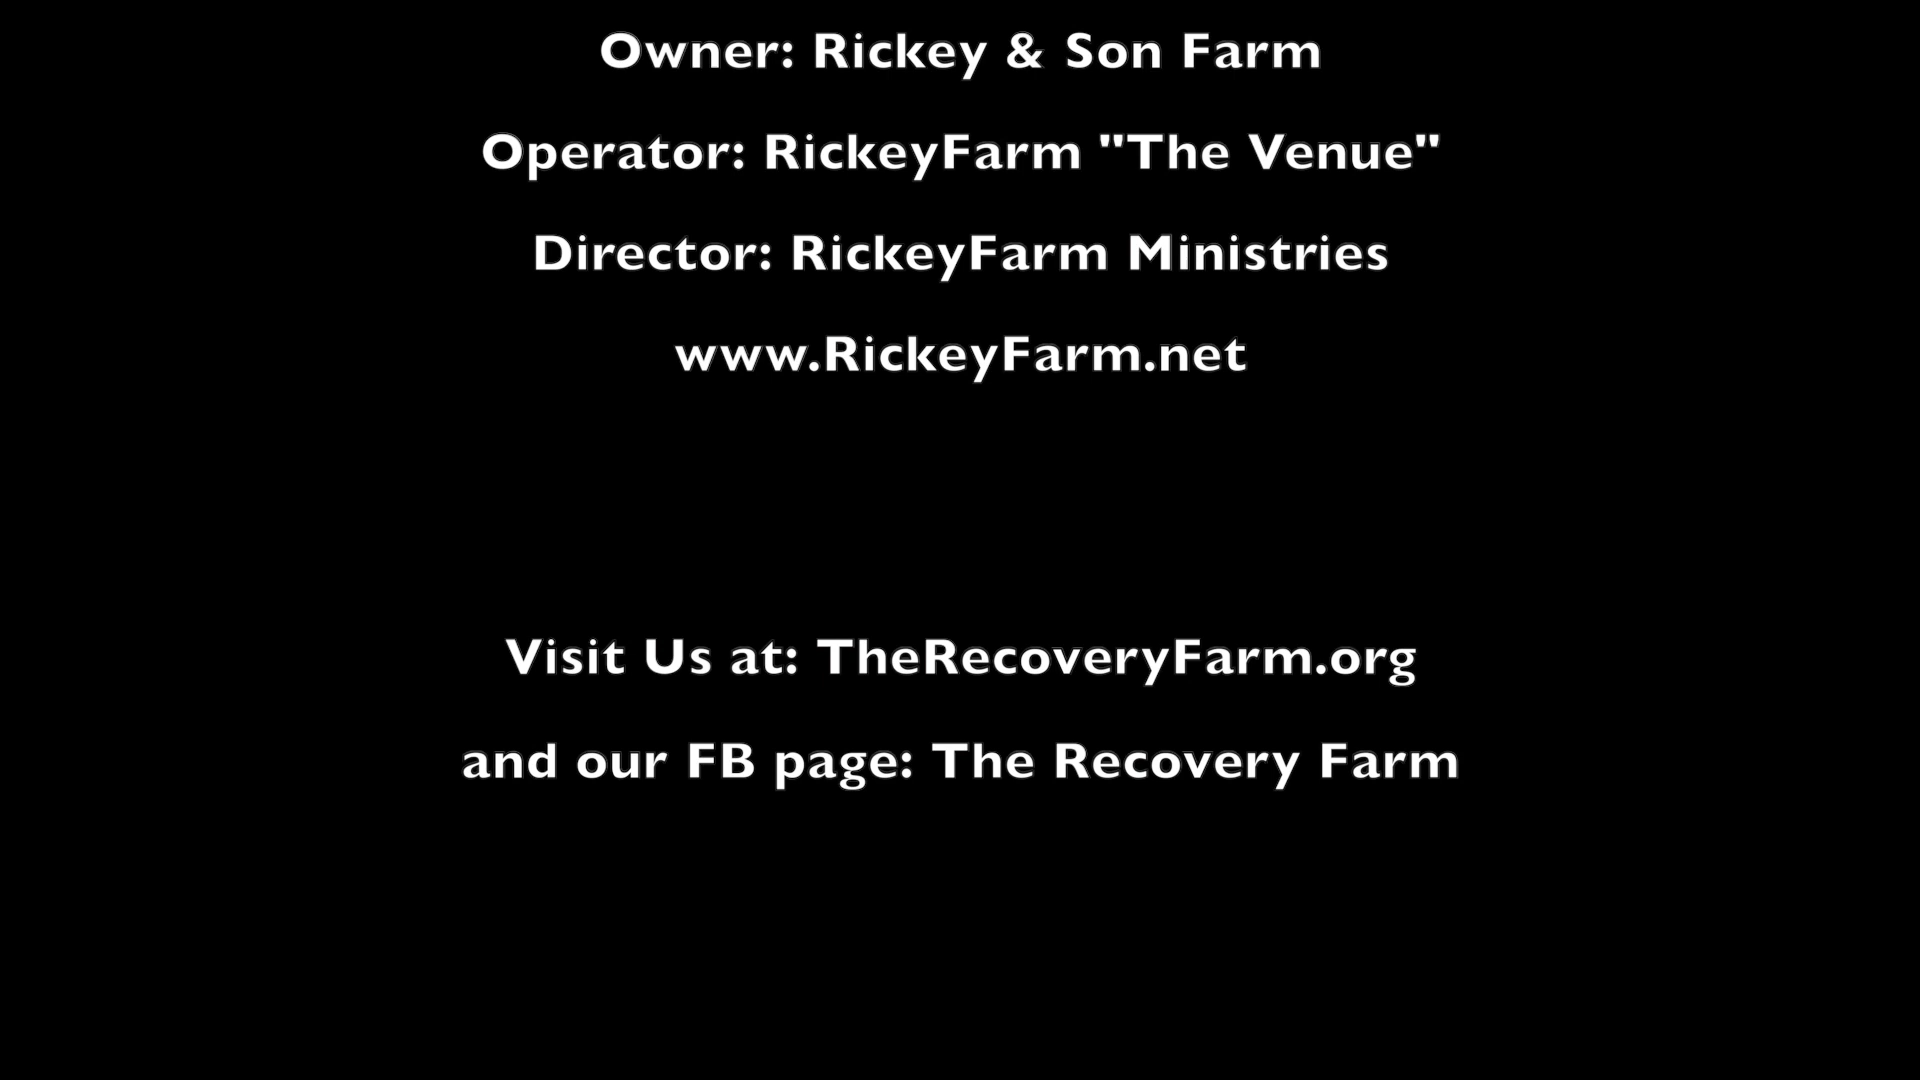 Owner: Rickey & Son Farm
Operator: RickeyFarm "The Venue"
Director: RickeyFarm Ministries
www.RickeyFarm.net
Visit Us at: TheRecoveryFarm.org
and our FB page: The Recovery Farm